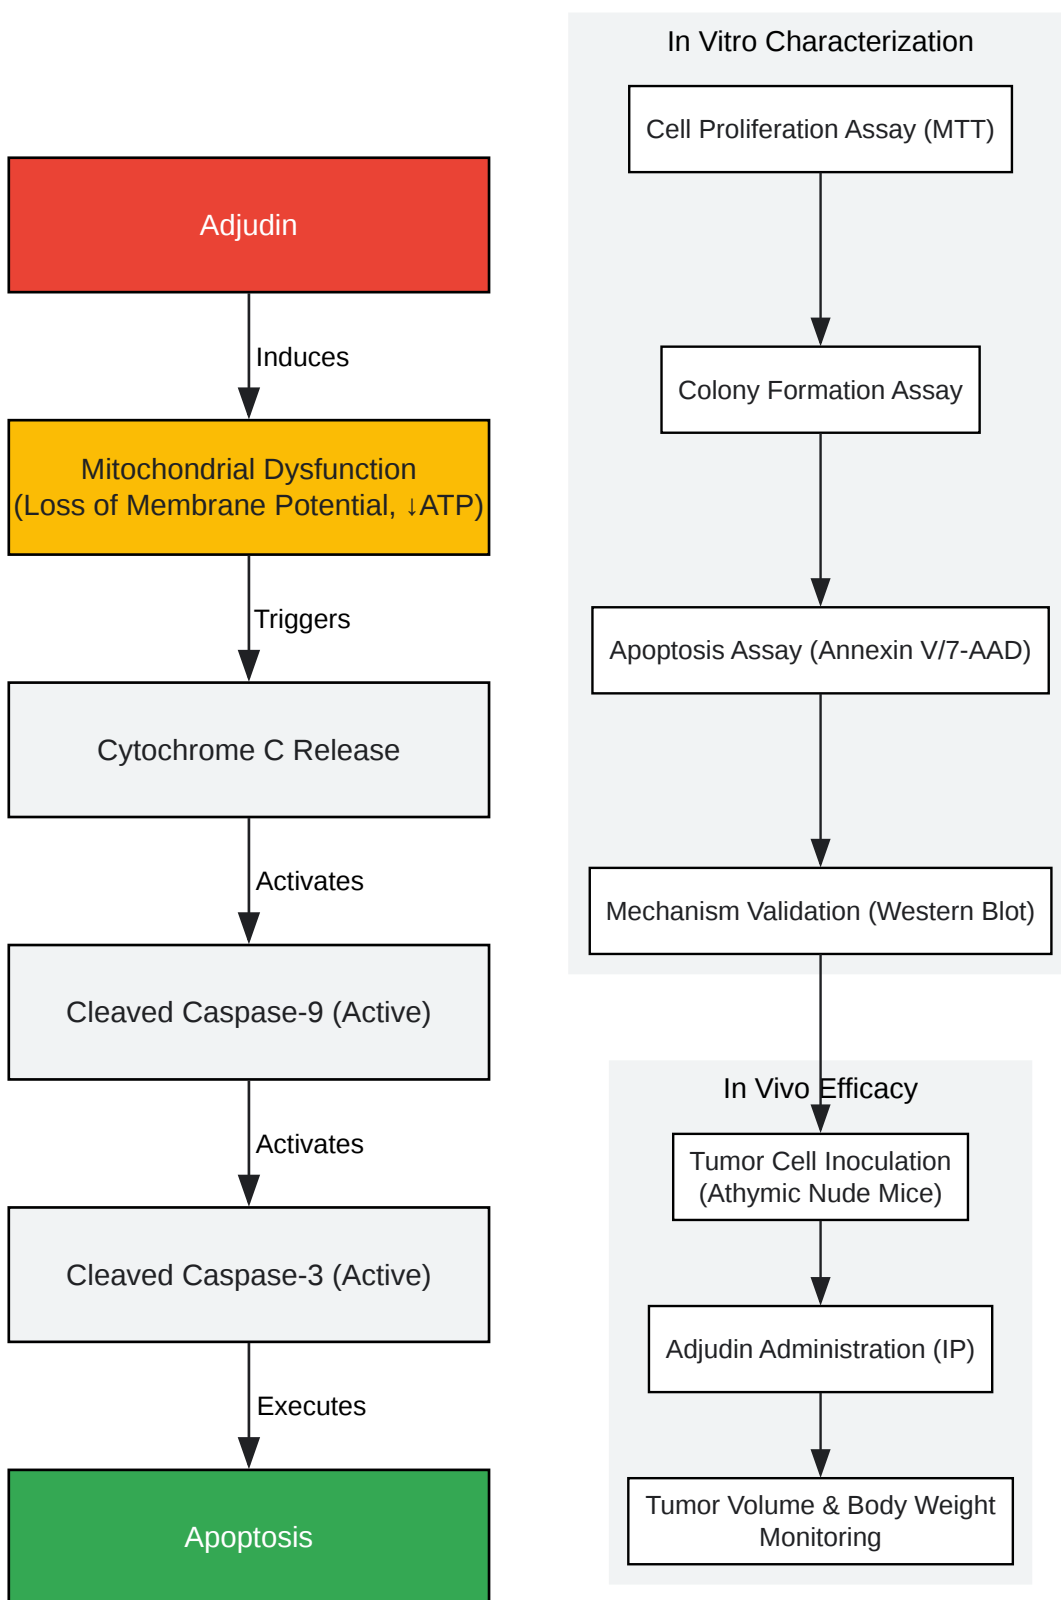 Adjudin
Induces
Mitochondrial Dysfunction
(Loss of Membrane Potential, ↓ATP)
Triggers
Cytochrome C Release
Activates
Cleaved Caspase-9 (Active)
Activates
Cleaved Caspase-3 (Active)
Executes
Apoptosis
In Vitro Characterization
Cell Proliferation Assay (MTT)
Colony Formation Assay
Apoptosis Assay (Annexin V/7-AAD)
Mechanism Validation (Western Blot)
In Vivo Efficacy
Tumor Cell Inoculation
(Athymic Nude Mice)
Adjudin Administration (IP)
Tumor Volume & Body Weight
Monitoring